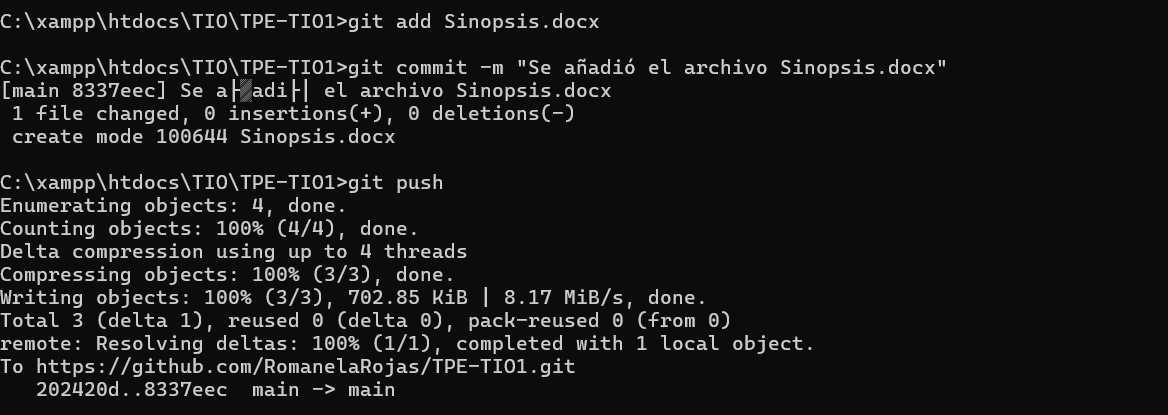 C:\xampp\htdocs\TIO\TPE-TIO1>git add Sinopsis.docx
C:\xampp\htdocs\TIO\TPE-TIO1>git commit -m "Se añadió el archivo Sinopsis.docx"
[main 8337eec] Se a├▒adi├│ el archivo Sinopsis.docx
 1 file changed, 0 insertions(+), 0 deletions(-)
 create mode 100644 Sinopsis.docx
C:\xampp\htdocs\TIO\TPE-TIO1>git push
Enumerating objects: 4, done.
Counting objects: 100% (4/4), done.
Delta compression using up to 4 threads
Compressing objects: 100% (3/3), done.
Writing objects: 100% (3/3), 702.85 KiB | 8.17 MiB/s, done.
Total 3 (delta 1), reused 0 (delta 0), pack-reused 0 (from 0)
remote: Resolving deltas: 100% (1/1), completed with 1 local object.
To https://github.com/RomanelaRojas/TPE-TIO1.git
   202420d..8337eec  main -> main